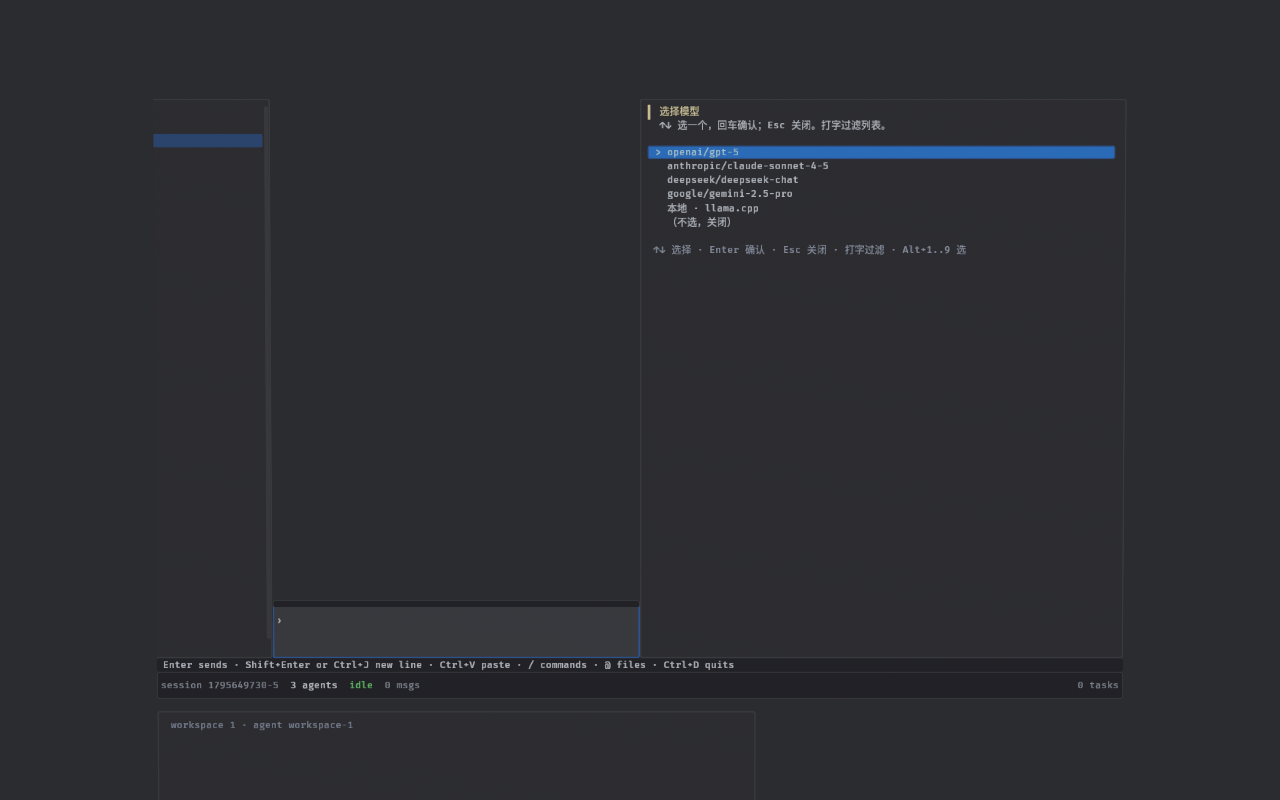 选择模型
↑↓ 选一个，回车确认；Esc 关闭。打字过滤列表。
> openai/gpt-5
anthropic/claude-sonnet-4-5
deepseek/deepseek-chat
google/gemini-2.5-pro
本地 · llama.cpp
（不选，关闭）
↑↓ 选择 · Enter 确认 · Esc 关闭 · 打字过滤 · Alt+1..9 选
›
Enter sends · Shift+Enter or Ctrl+J new line · Ctrl+V paste · / commands · @ files · Ctrl+D quits
session 1795649730-5 3 agents idle 0 msgs 0 tasks
workspace 1 · agent workspace-1